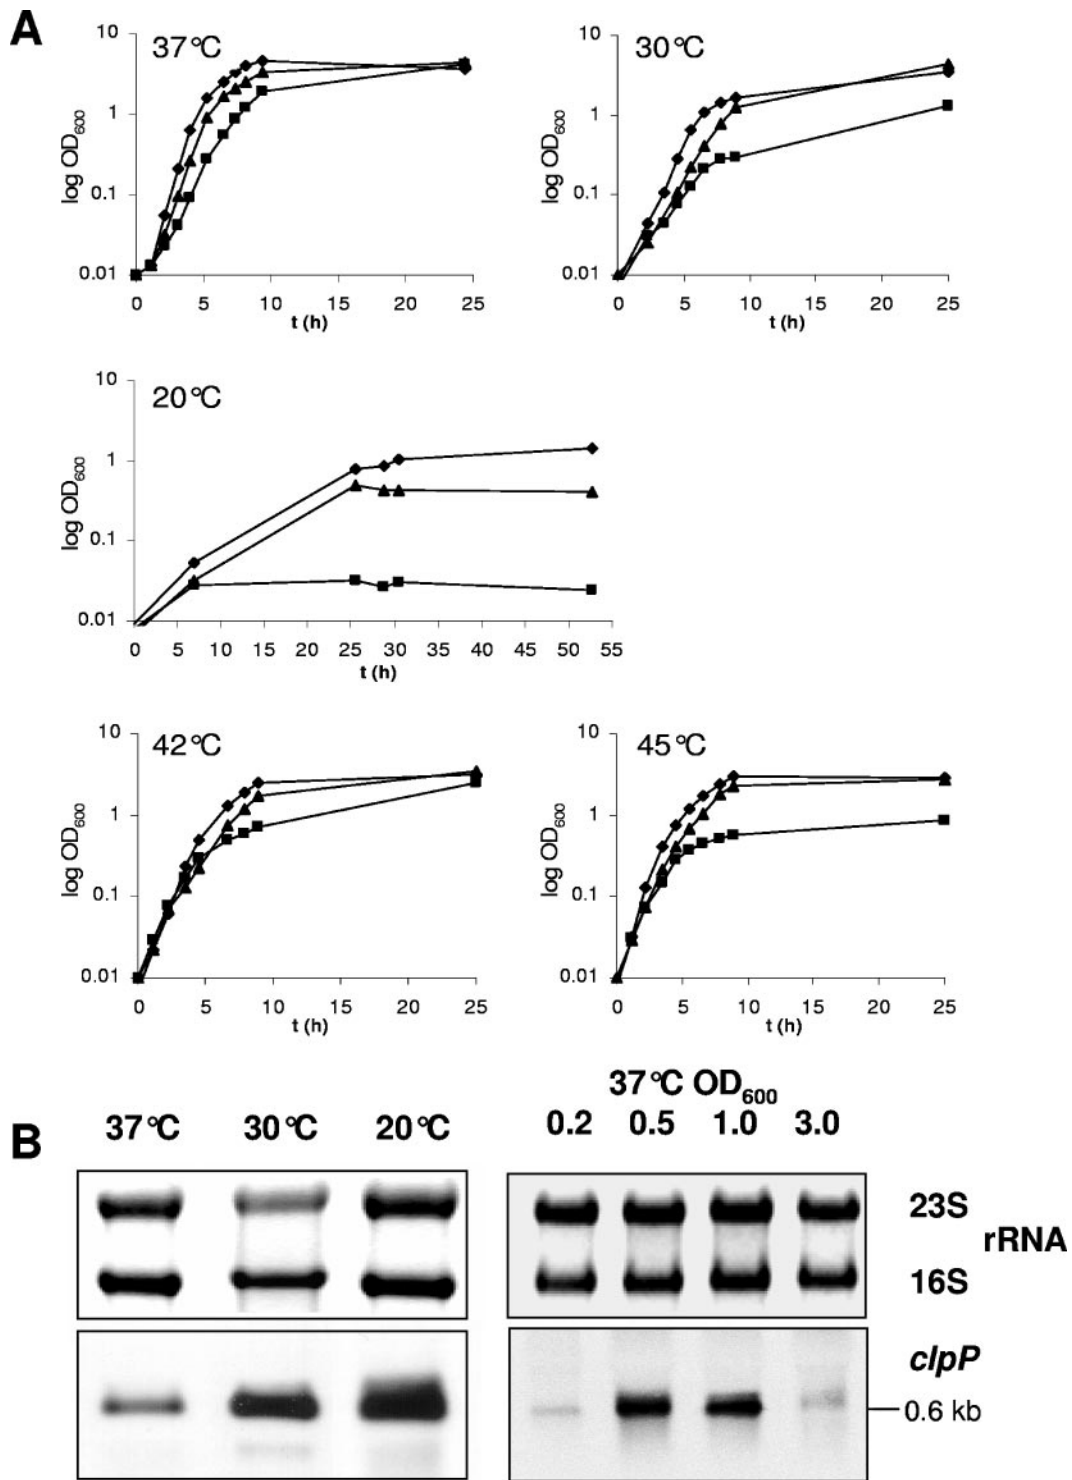 A
37°C
10
1
0.1
0.01
log OD600
0 5 10 15 20 25
t (h)
30°C
10
1
0.1
0.01
log OD600
0 5 10 15 20 25
t (h)
20°C
10
1
0.1
0.01
log OD600
0 5 10 15 20 25 30 35 40 45 50 55
t (h)
42°C
10
1
0.1
0.01
log OD600
0 5 10 15 20 25
t (h)
45°C
10
1
0.1
0.01
log OD600
0 5 10 15 20 25
t (h)
B
37°C 30°C 20°C
37°C OD600
0.2 0.5 1.0 3.0
23S
rRNA
16S
clpP
0.6 kb